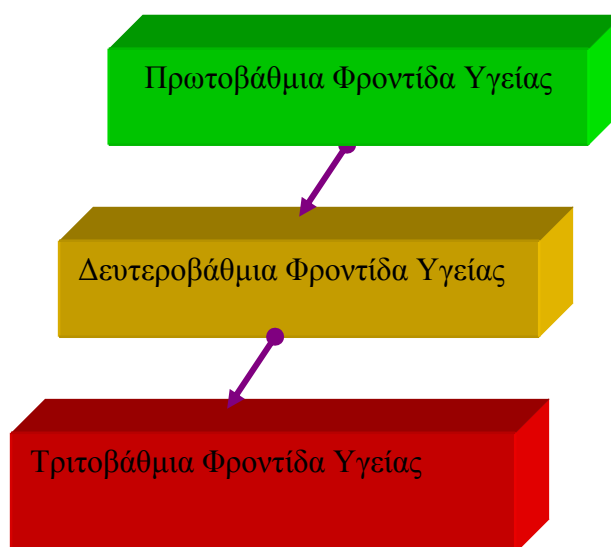 Πρωτοβάθμια Φροντίδα Υγείας
Δευτεροβάθμια Φροντίδα Υγείας
Τριτοβάθμια Φροντίδα Υγείας